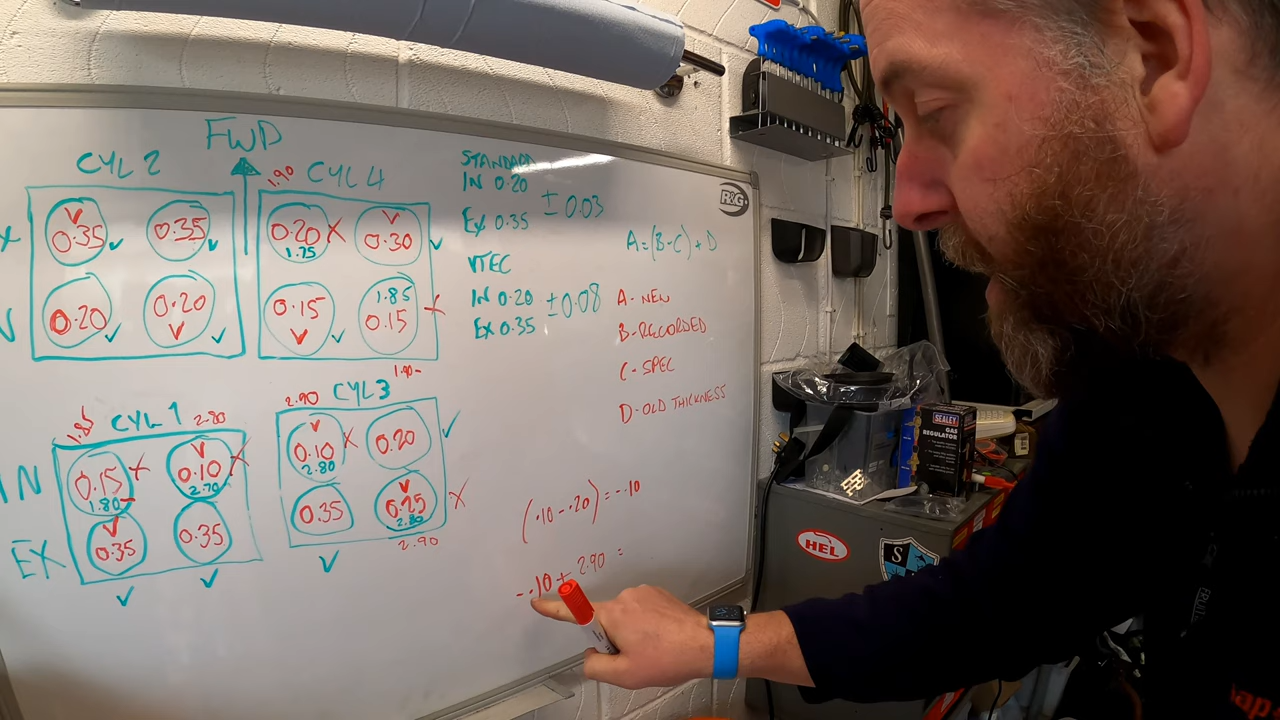 FWD
CYL 2
0.35
0.35
0.20
0.20
1.90
CYL 4
0.20 X
1.75
0.30
0.15
1.85
0.15
1.90
STANDARD
IN 0.20
EX 0.35
± 0.03
VTEC
IN 0.20
EX 0.35
± 0.08
A=(B-C)+D
A - NEW
B - RECORDED
C - SPEC
D - OLD THICKNESS
1.85
CYL 1
2.80
IN
0.15
1.80
0.10
2.70
EX
0.35
0.35
2.90
CYL 3
0.10 X
2.80
0.20
0.35
0.25
2.80
X
2.90
(.10 - .20) = -.10
-.10 + 2.90 =
R&G
SEALEY
GAS
REGULATOR
HEL
S